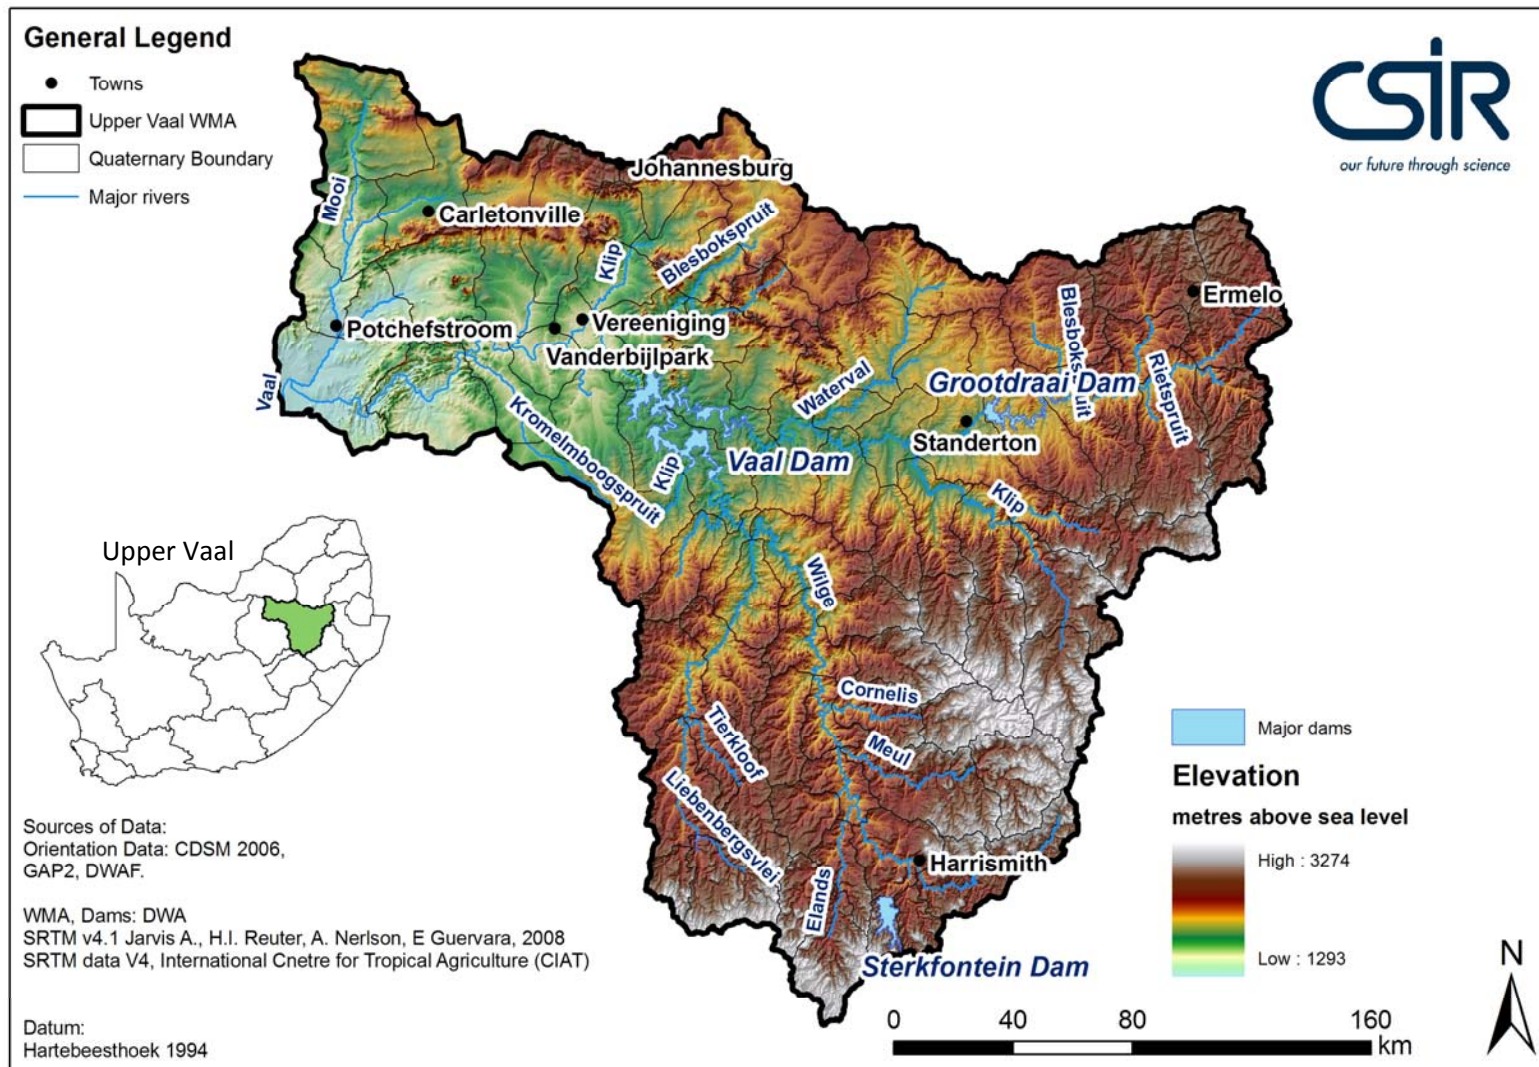 General Legend
Towns
Upper Vaal WMA
Quaternary Boundary
Major rivers
CSIR
our future through science
Johannesburg
Mooi
Carletonville
Klip
Blesbokspruit
Ermelo
Potchefstroom
Vereeniging
Vanderbijlpark
Blesbokspruit
Rietspruit
Vaal
Waterval
Grootdraai Dam
Standerton
Kromelmboogspruit
Klip
Vaal Dam
Klip
Upper Vaal
Wilge
Cornelis
Tierkloof
Meul
Liebenbergsvlei
Harrismith
Elands
Sterkfontein Dam
Major dams
Elevation
metres above sea level
High : 3274
Low : 1293
Sources of Data:
Orientation Data: CDSM 2006,
GAP2, DWAF.
WMA, Dams: DWA
SRTM v4.1 Jarvis A., H.I. Reuter, A. Nerlson, E Guervara, 2008
SRTM data V4, International Cnetre for Tropical Agriculture (CIAT)
Datum:
Hartebeesthoek 1994
0 40 80 160
km
N